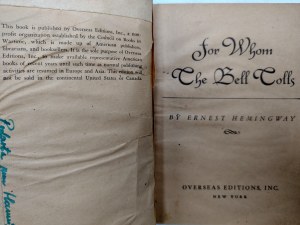 This book is published by Overseas Editions, Inc., a non-
profit organization established by the Council on Books in
Wartime, which is made up of American publishers,
librarians, and booksellers. It is the sole purpose of Overseas
Editions, Inc., to make available representative American
books of recent years until such time as normal publishing
activities are resumed in Europe and Asia. This edition will
not be sold in the continental United States or Canada.
For Whom
The Bell Tolls
BY ERNEST HEMINGWAY
OVERSEAS EDITIONS, INC.
NEW YORK